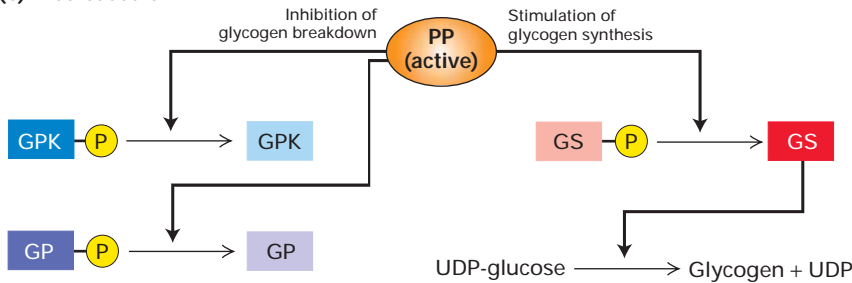 Inhibition of
glycogen breakdown
PP
(active)
Stimulation of
glycogen synthesis
GPK P GPK
GS P GS
GP P GP
UDP-glucose Glycogen + UDP